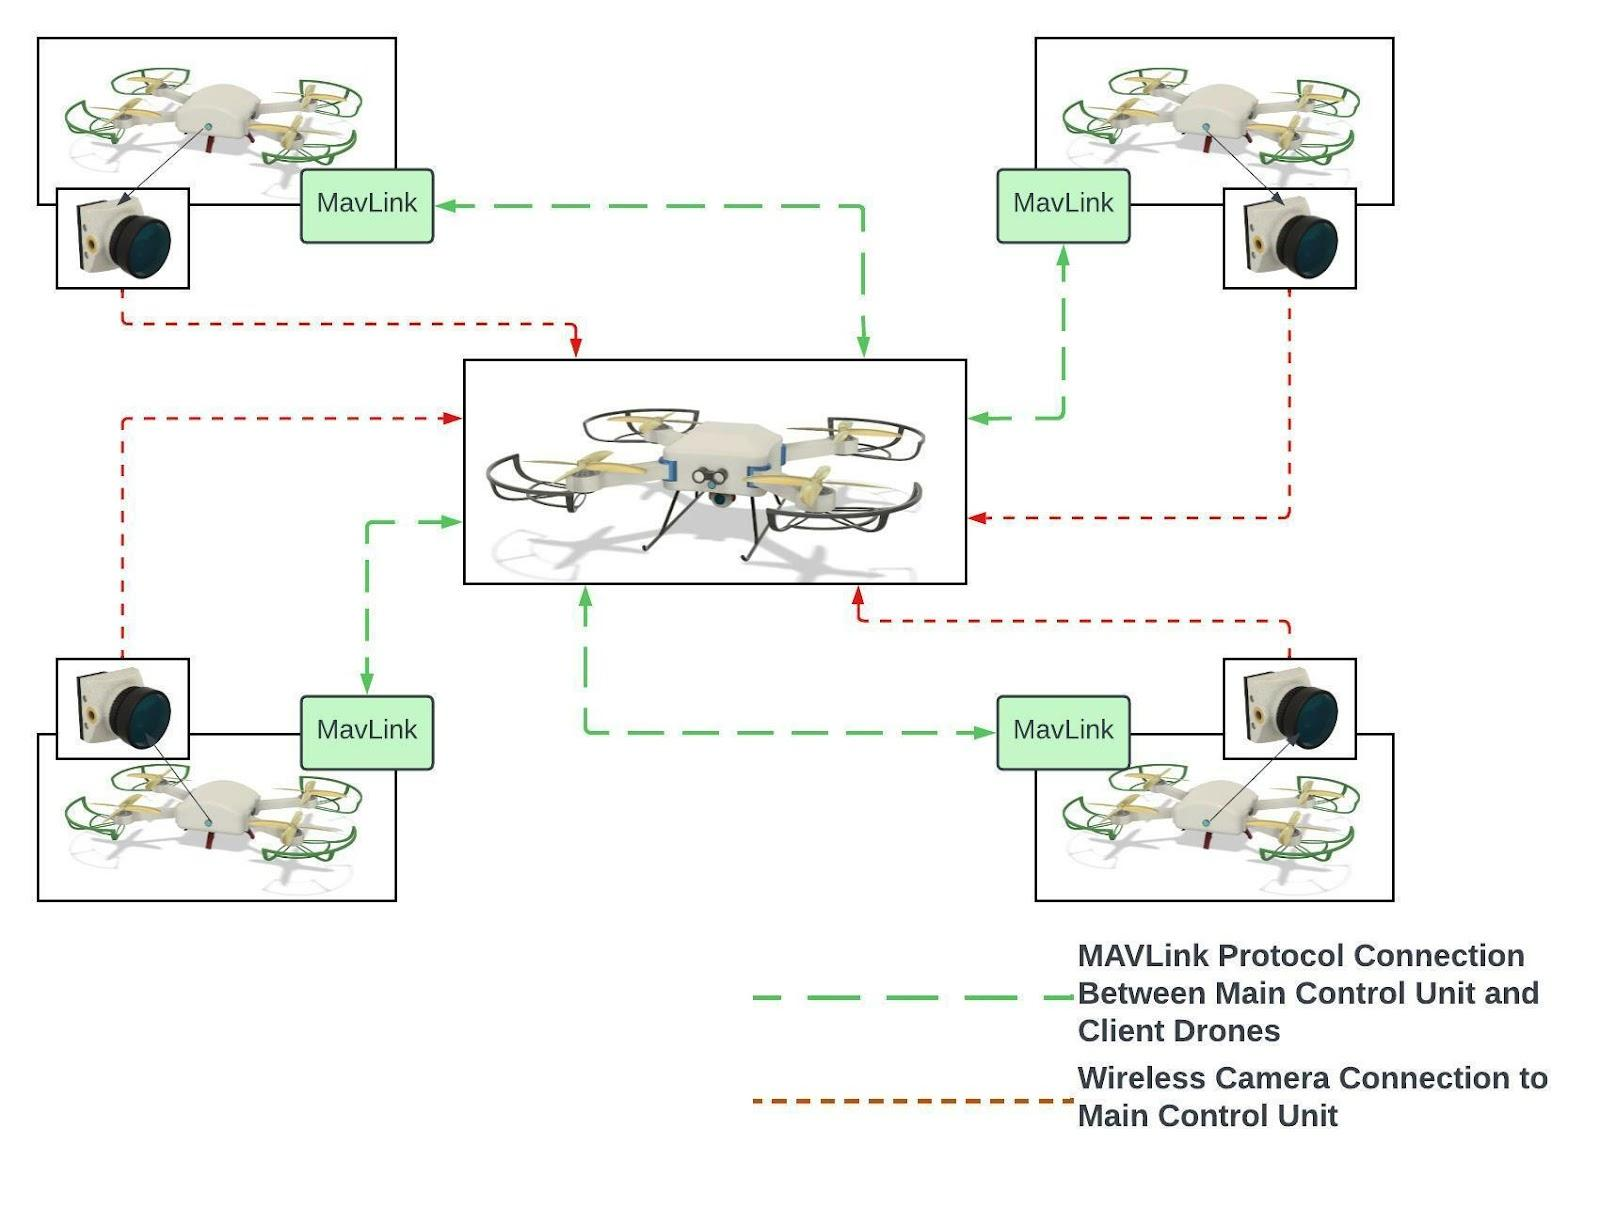 MavLink
MavLink
MavLink
MavLink
MAVLink Protocol Connection
Between Main Control Unit and
Client Drones
Wireless Camera Connection to
Main Control Unit